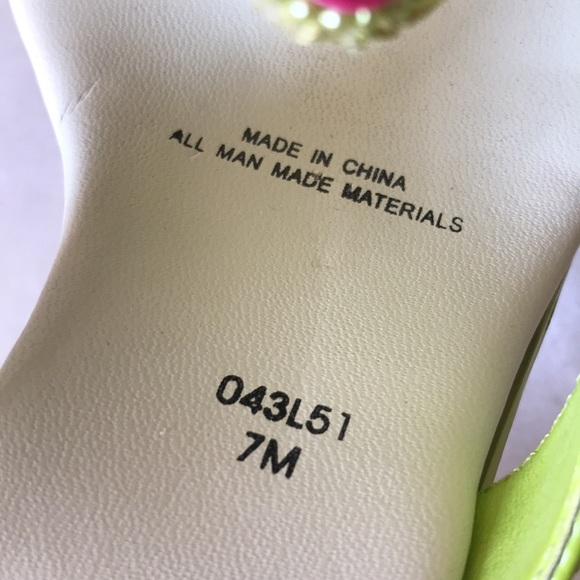 MADE IN CHINA
ALL MAN MADE MATERIALS
043L51
7M